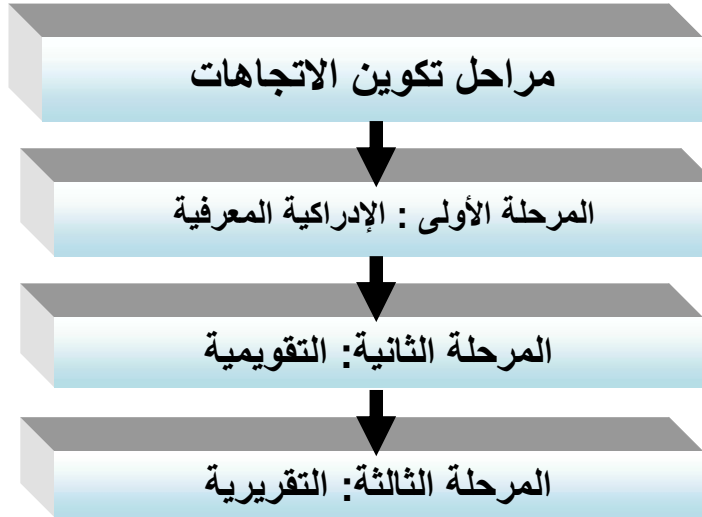 مراحل تكوين الاتجاهات
المرحلة الأولى : الإدراكية المعرفية
المرحلة الثانية: التقويمية
المرحلة الثالثة: التقريرية